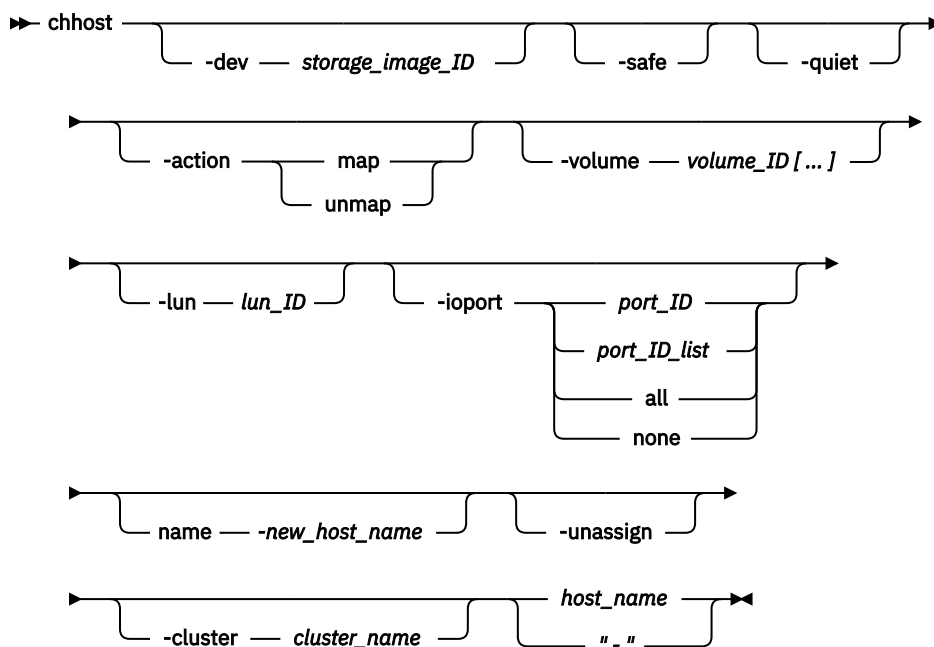 chhost
-dev storage_image_ID -safe -quiet
-action map -volume volume_ID [ ... ]
unmap
-lun lun_ID -ioport port_ID
port_ID_list
all
none
name -new_host_name -unassign
host_name
-cluster cluster_name " - "